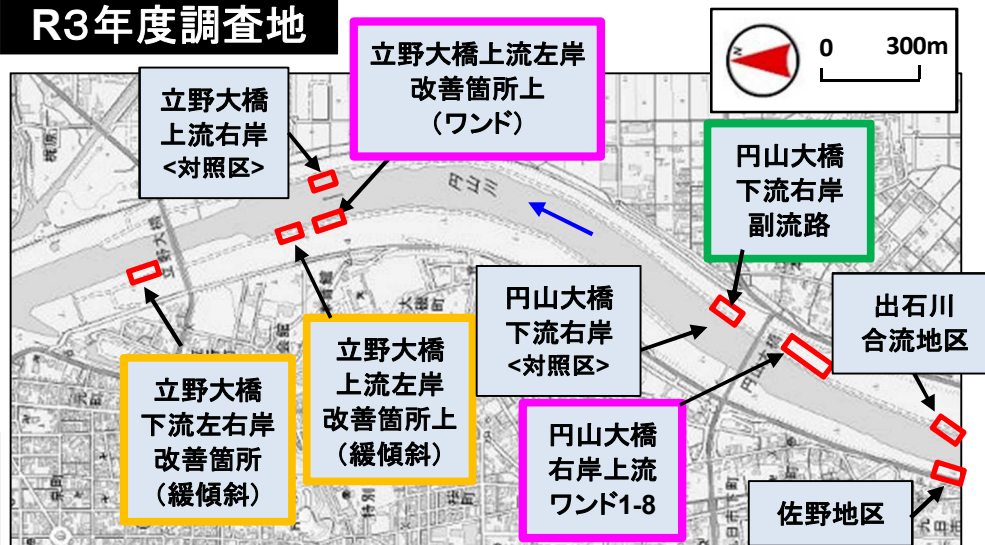 R3年度調査地
立野大橋
上流右岸
<対照区>
立野大橋上流左岸
改善箇所上
（ワンド）
N
0 300m
円山大橋
下流右岸
副流路
円山川
立野大橋
円山大橋
下流右岸
<対照区>
出石川
合流地区
立野大橋
上流左岸
改善箇所上
（緩傾斜）
立野大橋
下流左右岸
改善箇所
（緩傾斜）
円山大橋
右岸上流
ワンド1-8
佐野地区